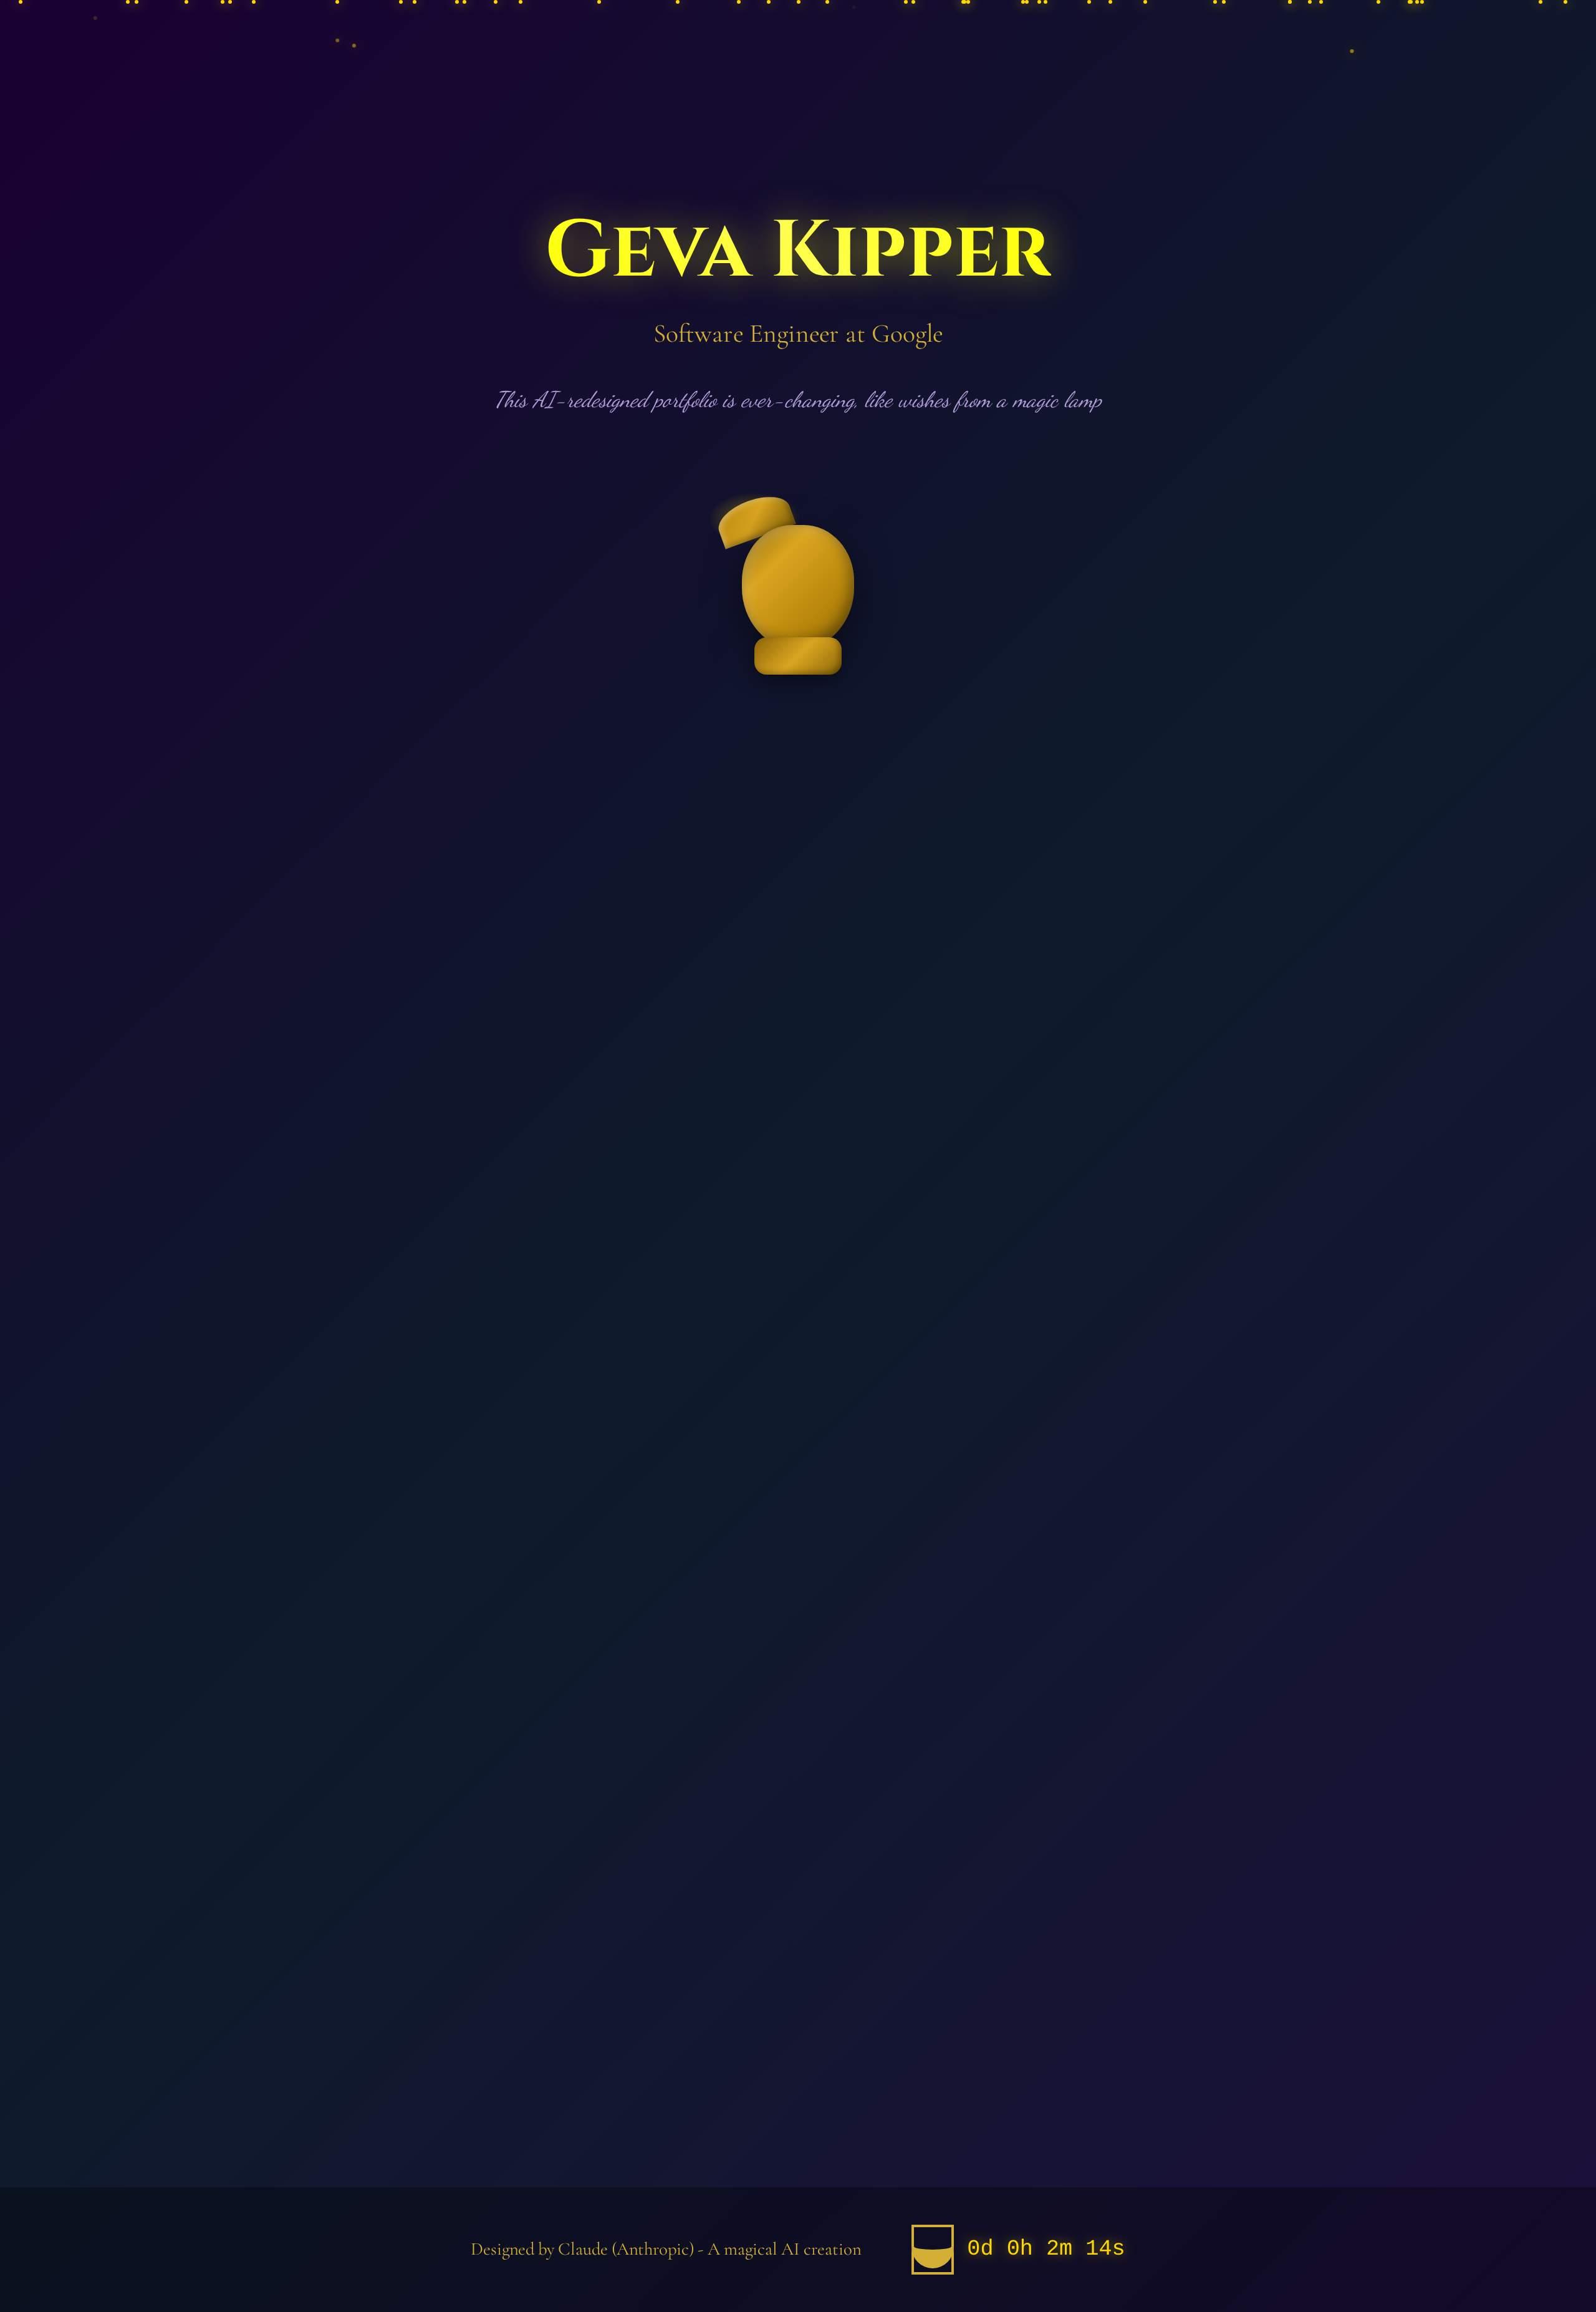 Geva Kipper
Software Engineer at Google
This AI-redesigned portfolio is ever-changing, like wishes from a magic lamp
Designed by Claude (Anthropic) - A magical AI creation
0d 0h 2m 14s